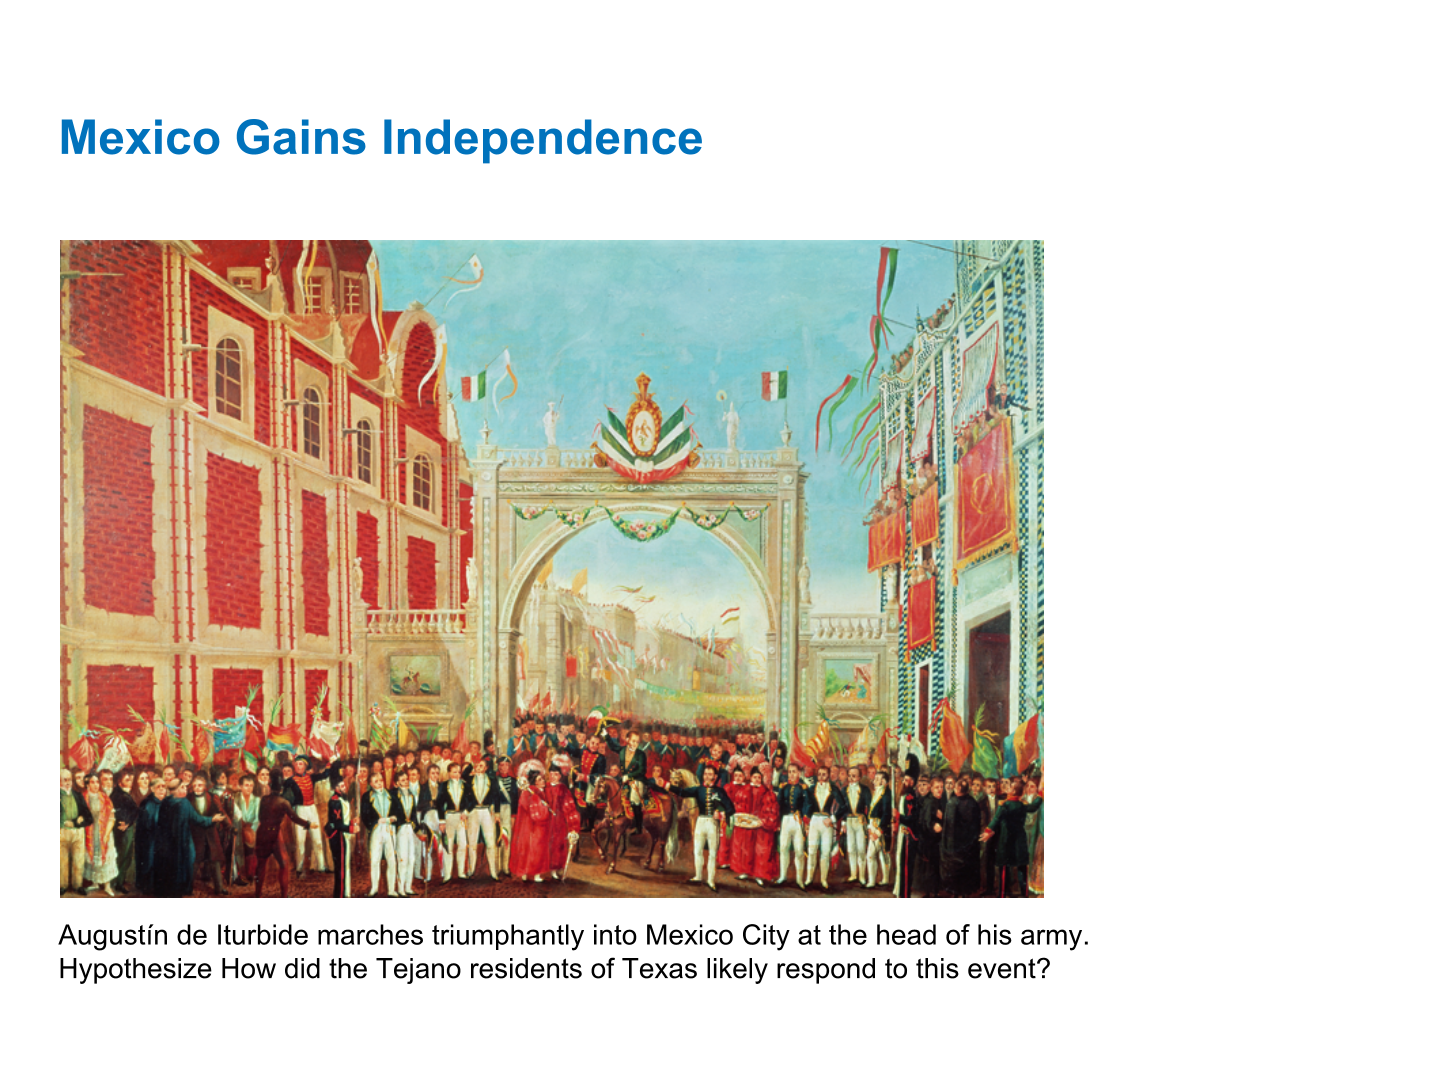 Mexico Gains Independence
Augustín de Iturbide marches triumphantly into Mexico City at the head of his army.
Hypothesize How did the Tejano residents of Texas likely respond to this event?